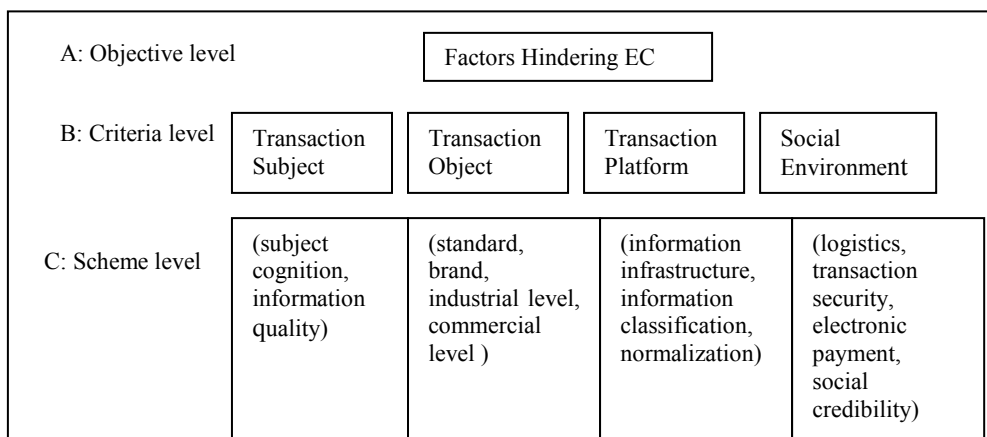 A: Objective level
Factors Hindering EC
B: Criteria level
Transaction
Subject
Transaction
Object
Transaction
Platform
Social
Environment
C: Scheme level
(subject
cognition,
information
quality)
(standard,
brand,
industrial level,
commercial
level )
(information
infrastructure,
information
classification,
normalization)
(logistics,
transaction
security,
electronic
payment,
social
credibility)